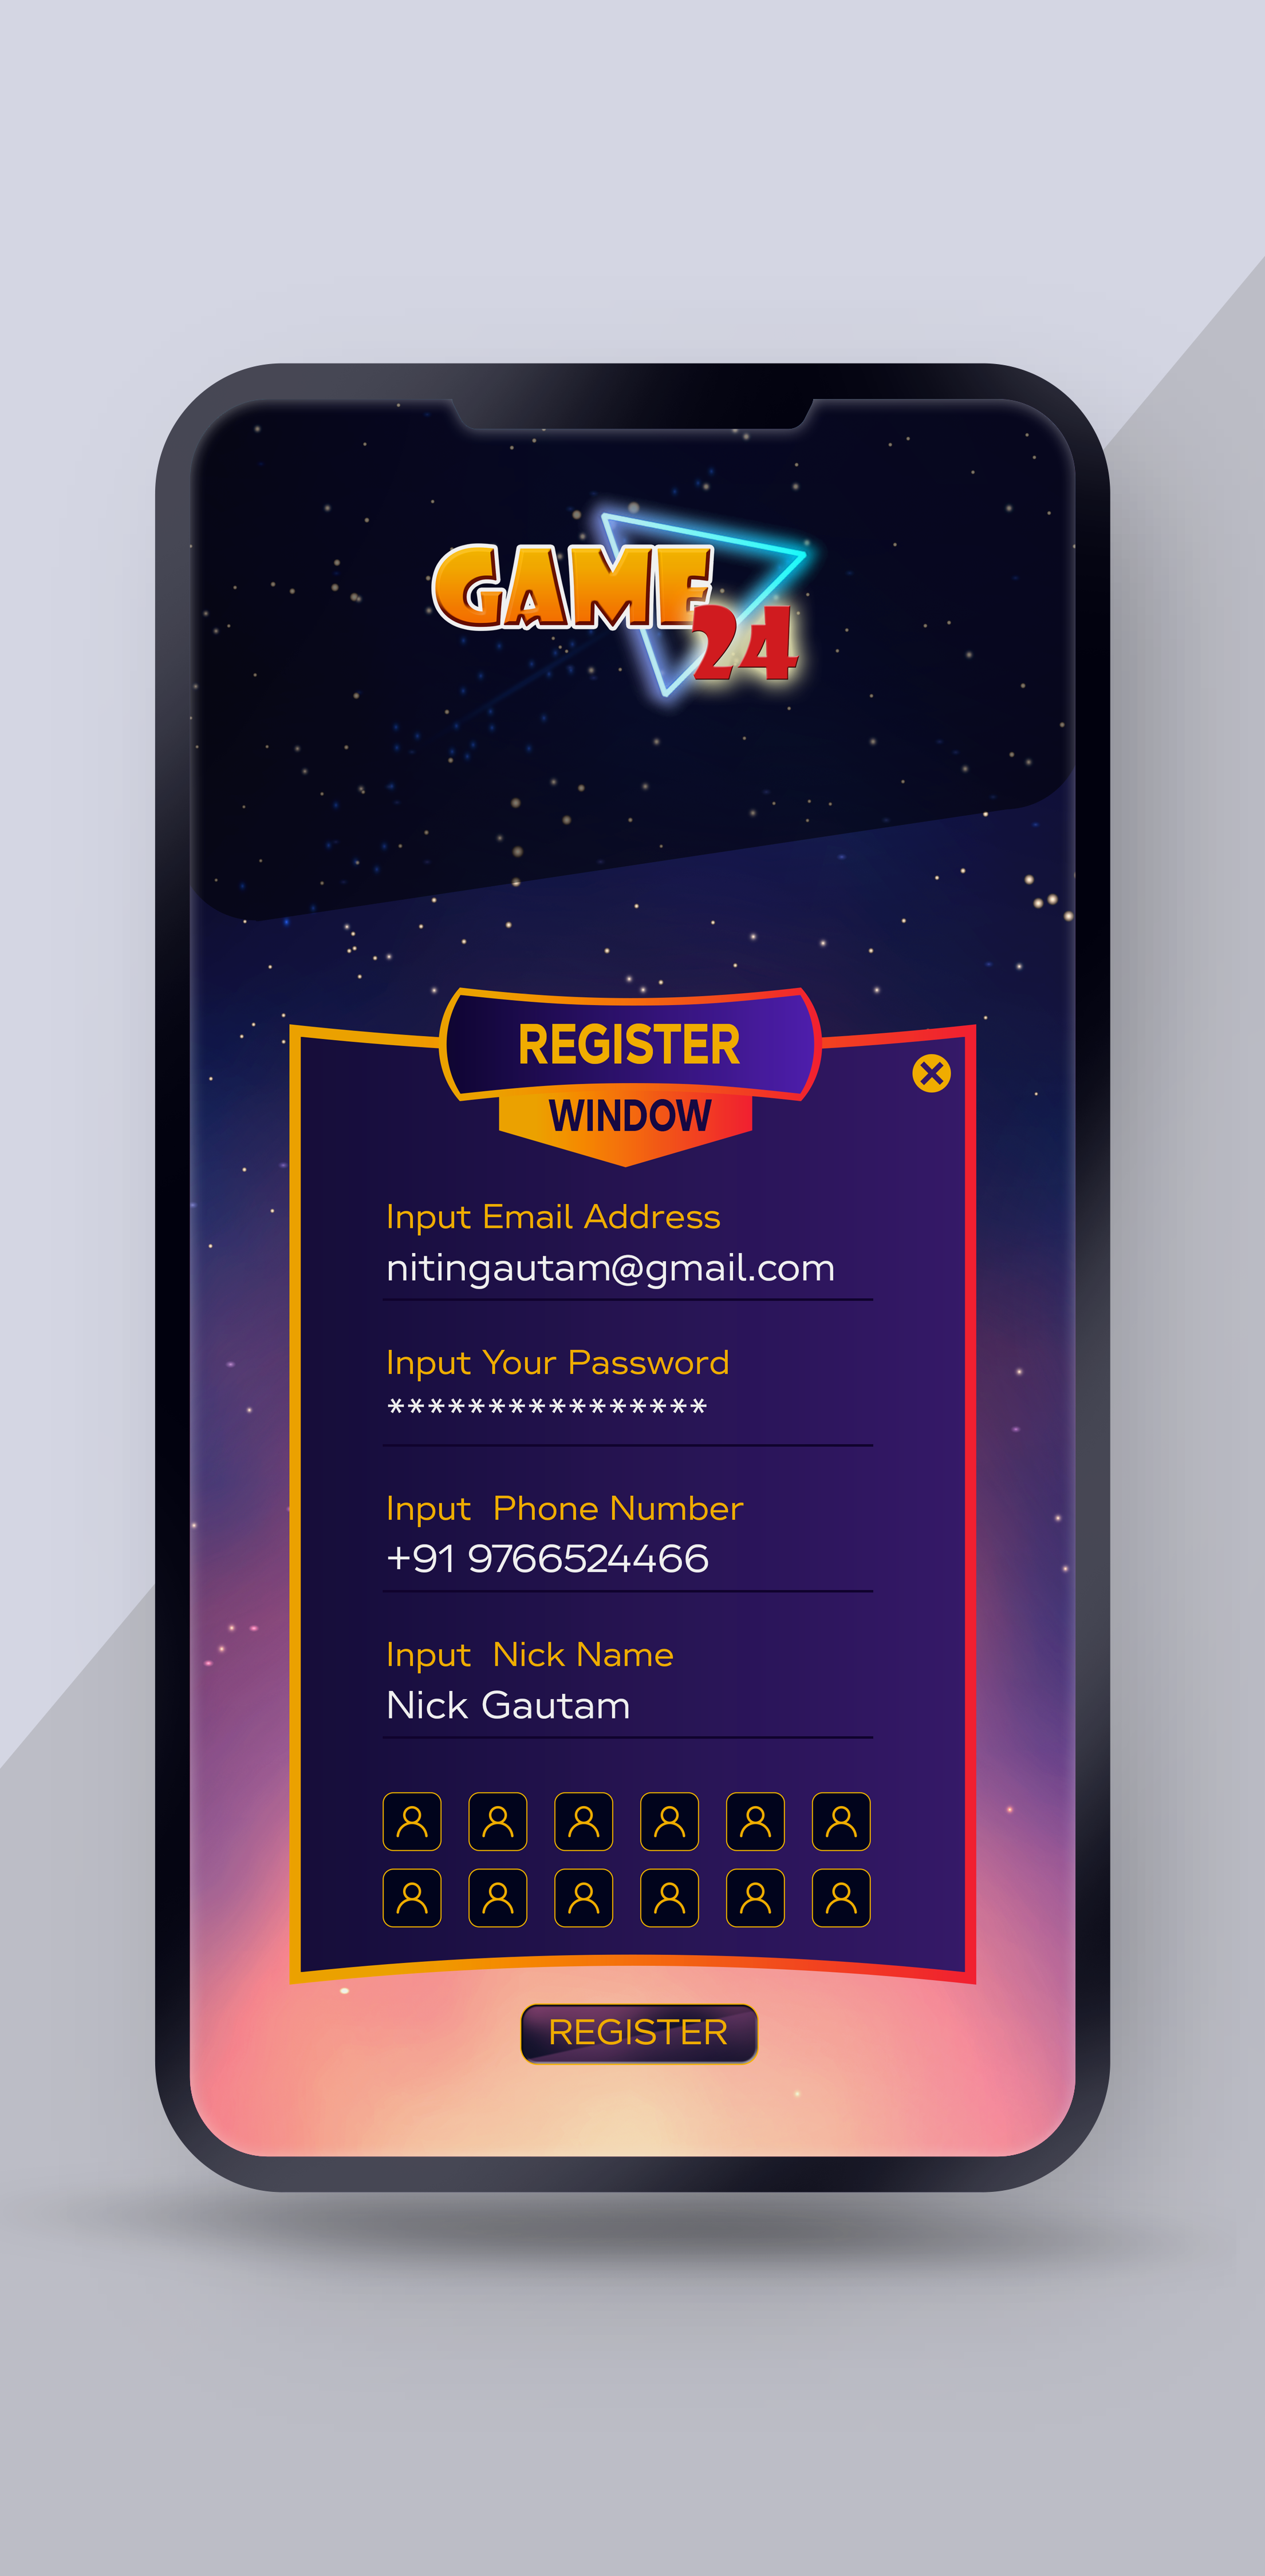 GAME
24
REGISTER
WINDOW
Input Email Address
nitingautam@gmail.com
Input Your Password
****************
Input  Phone Number
+91 9766524466
Input  Nick Name
Nick Gautam
REGISTER